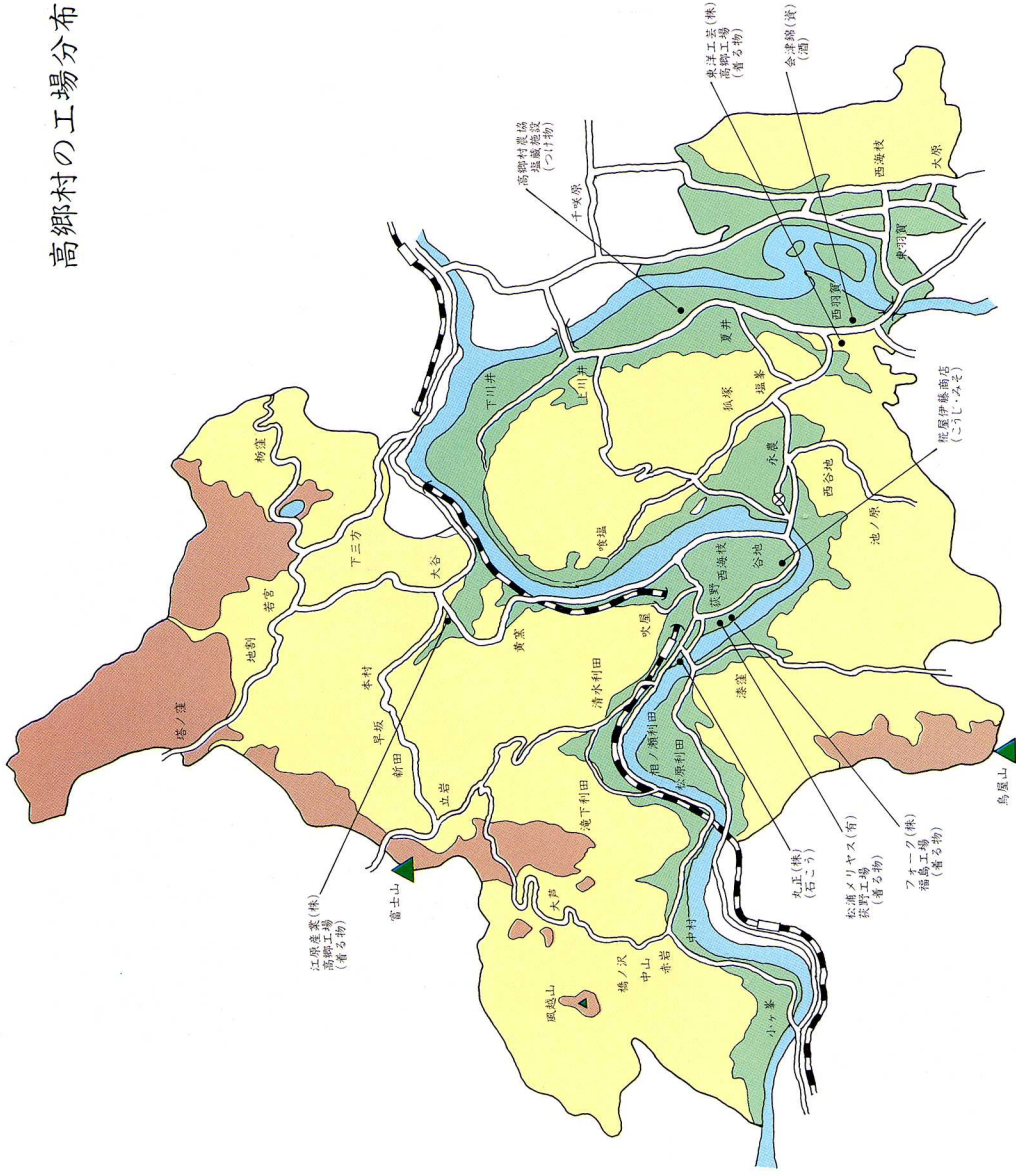 高郷村の工場分布
東洋工芸(株)
高郷工場
(着る物)
会津錦(資)
(酒)
高郷村農協
塩蔵施設
(つけ物)
千咲原
西海枝
大原
東羽賀
西羽賀
夏井
上川井
下川井
塩峯
狐塚
永農
西谷地
池ノ原
糀屋伊藤商店
(こうじ・みそ)
栃窪
下三方
若宮
地割
塔ノ窪
大谷
黄窯
本村
早坂
新田
立岩
喰塩
吹屋
荻野
西海枝
谷地
漆窪
清水利田
旭ノ瀬利田
松原利田
滝下利田
大芦
橋ノ沢
中山
赤岩
中村
小ヶ峯
風越山
富士山
鳥屋山
江原産業(株)
高郷工場
(着る物)
丸正(株)
(石こう)
松浦メリヤス(有)
荻野工場
(着る物)
フォーク(株)
福島工場
(着る物)